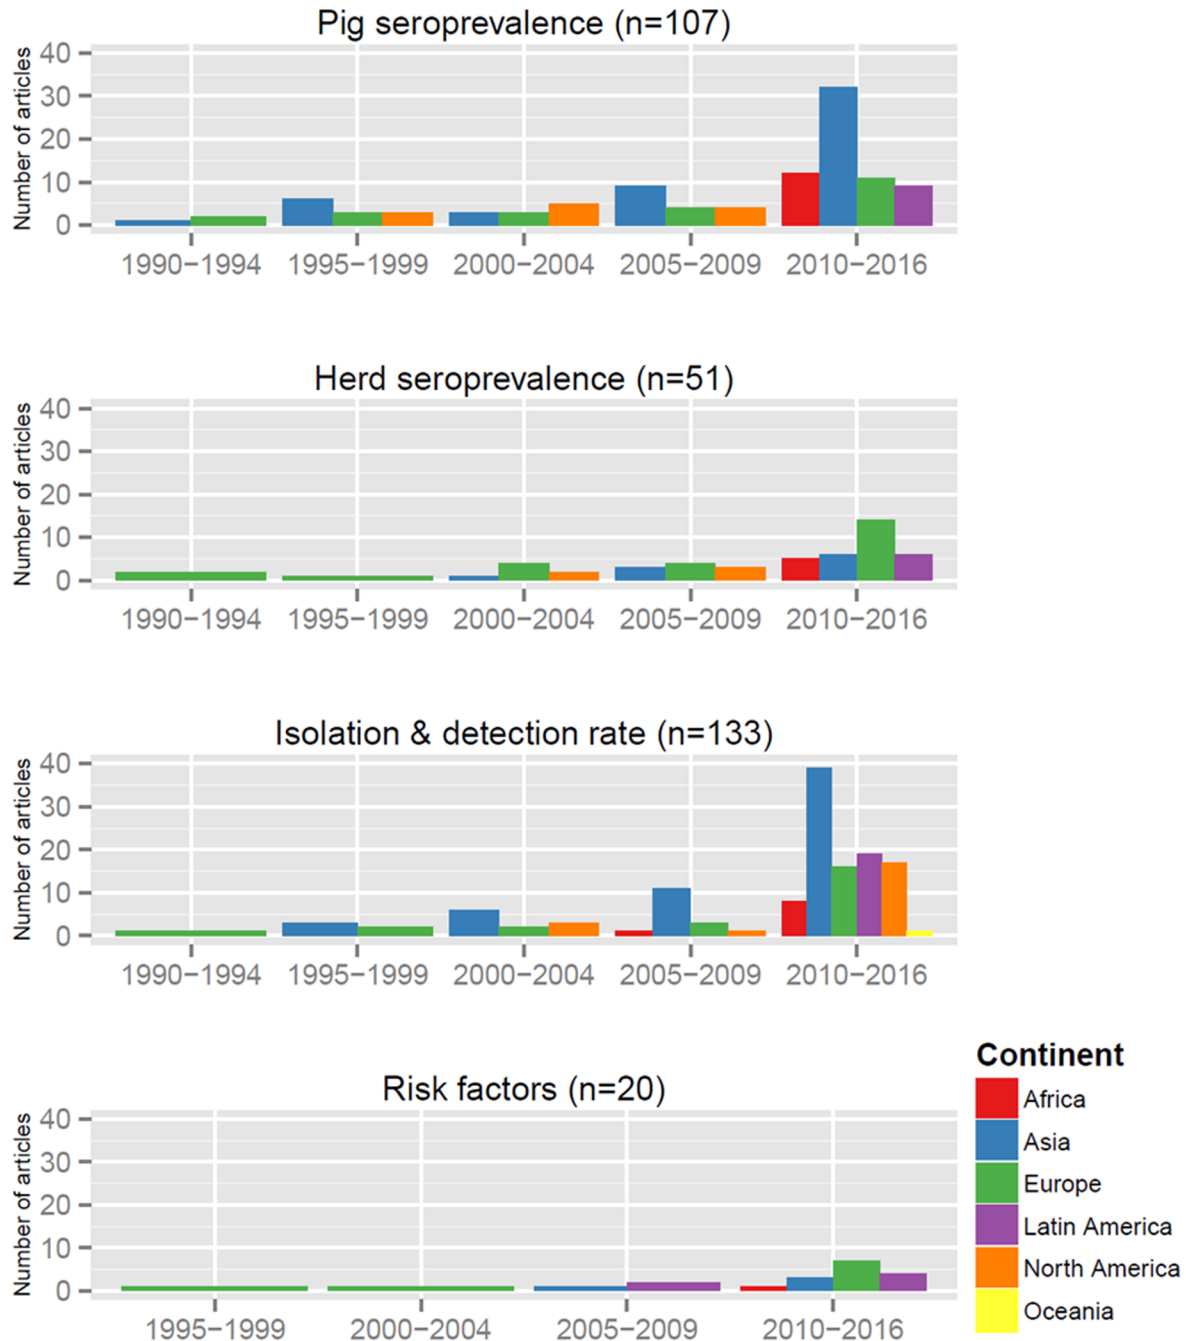 Pig seroprevalence (n=107)
Number of articles
40
30
20
10
0
1990−1994 1995−1999 2000−2004 2005−2009 2010−2016
Herd seroprevalence (n=51)
Number of articles
40
30
20
10
0
1990−1994 1995−1999 2000−2004 2005−2009 2010−2016
Isolation & detection rate (n=133)
Number of articles
40
30
20
10
0
1990−1994 1995−1999 2000−2004 2005−2009 2010−2016
Risk factors (n=20)
Number of articles
40
30
20
10
0
1995−1999 2000−2004 2005−2009 2010−2016
Continent
Africa
Asia
Europe
Latin America
North America
Oceania